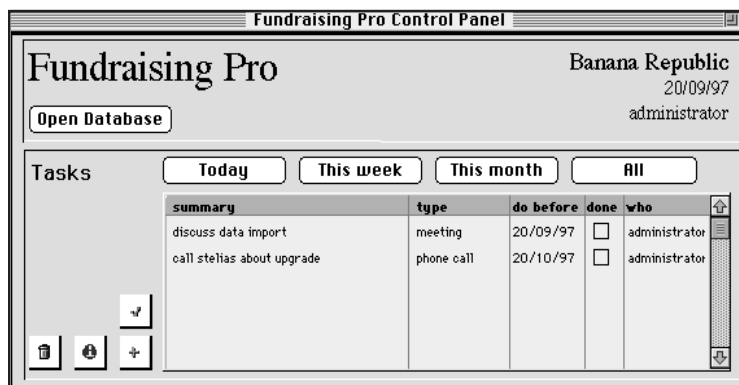 Fundraising Pro Control Panel
Fundraising Pro
Banana Republic
20/09/97
administrator
Open Database
Tasks
Today This week This month All
summary type do before done who
discuss data import meeting 20/09/97 administrator
call stelias about upgrade phone call 20/10/97 administrator